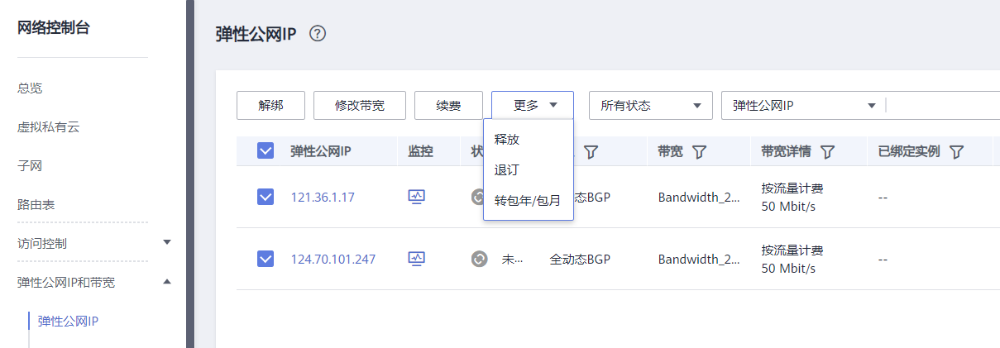 网络控制台
总览
虚拟私有云
子网
路由表
访问控制
弹性公网IP和带宽
弹性公网IP
弹性公网IP ?
解绑 修改带宽 续费 更多 所有状态 弹性公网IP
释放
退订
转包年/包月
弹性公网IP 监控 状 带宽 带宽详情 已绑定实例
121.36.1.17 态BGP Bandwidth_2... 按流量计费 --
50 Mbit/s
124.70.101.247 未... 全动态BGP Bandwidth_2... 按流量计费 --
50 Mbit/s